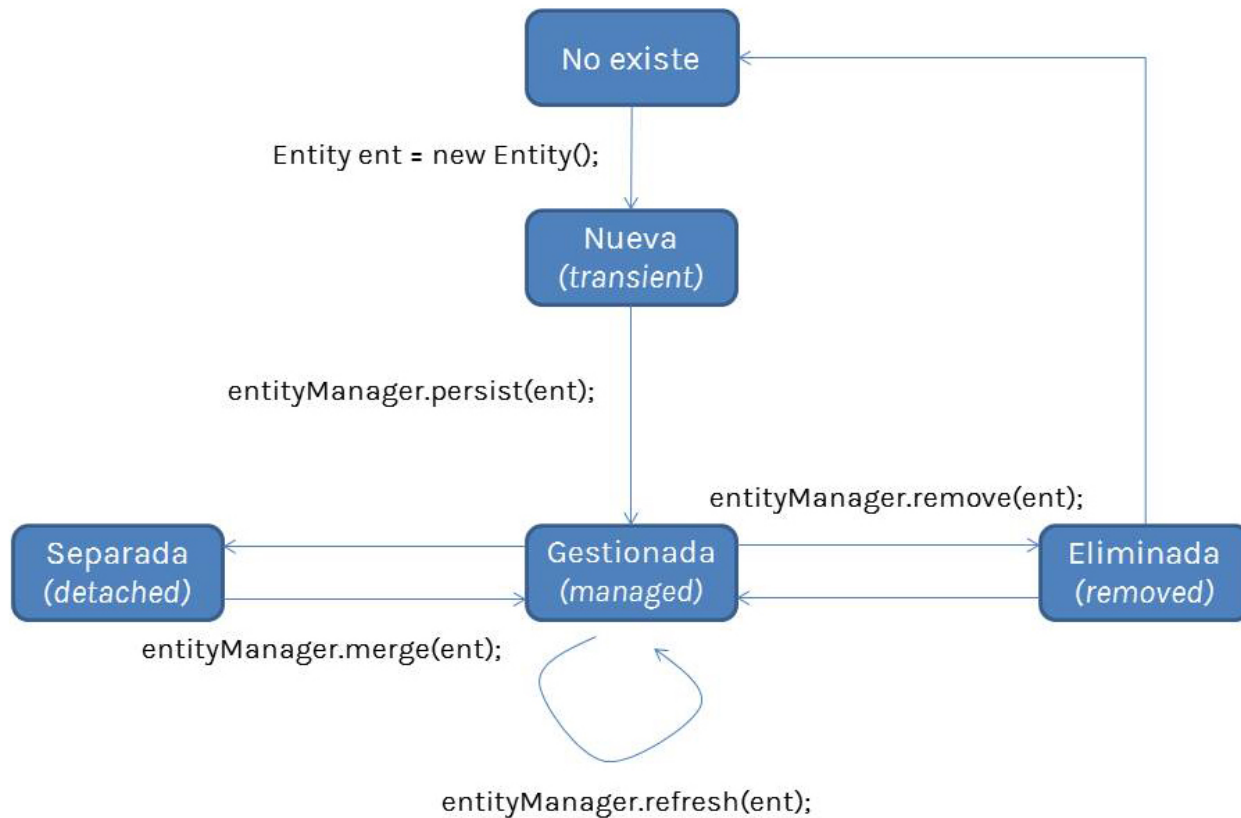 No existe
Entity ent = new Entity();
Nueva
(transient)
entityManager.persist(ent);
entityManager.remove(ent);
Separada
(detached)
Gestionada
(managed)
Eliminada
(removed)
entityManager.merge(ent);
entityManager.refresh(ent);